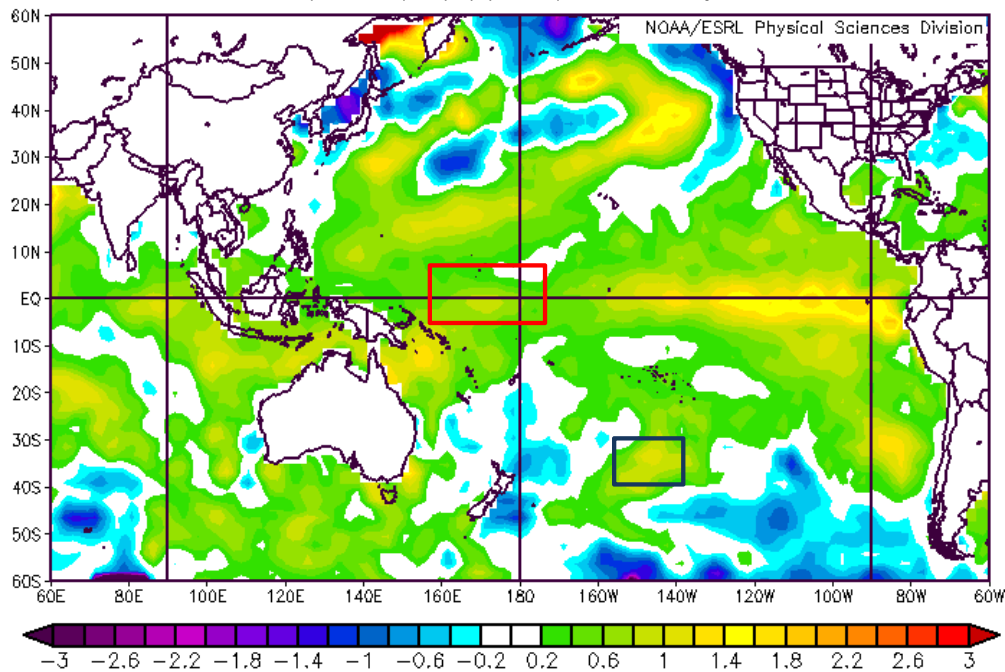 60N
NOAA/ESRL Physical Sciences Division
50N
40N
30N
20N
10N
EQ
10S
20S
30S
40S
50S
60S
60E 80E 100E 120E 140E 160E 180 160W 140W 120W 100W 80W 60W
−3 −2.6 −2.2 −1.8 −1.4 −1 −0.6 −0.2 0.2 0.6 1 1.4 1.8 2.2 2.6 3